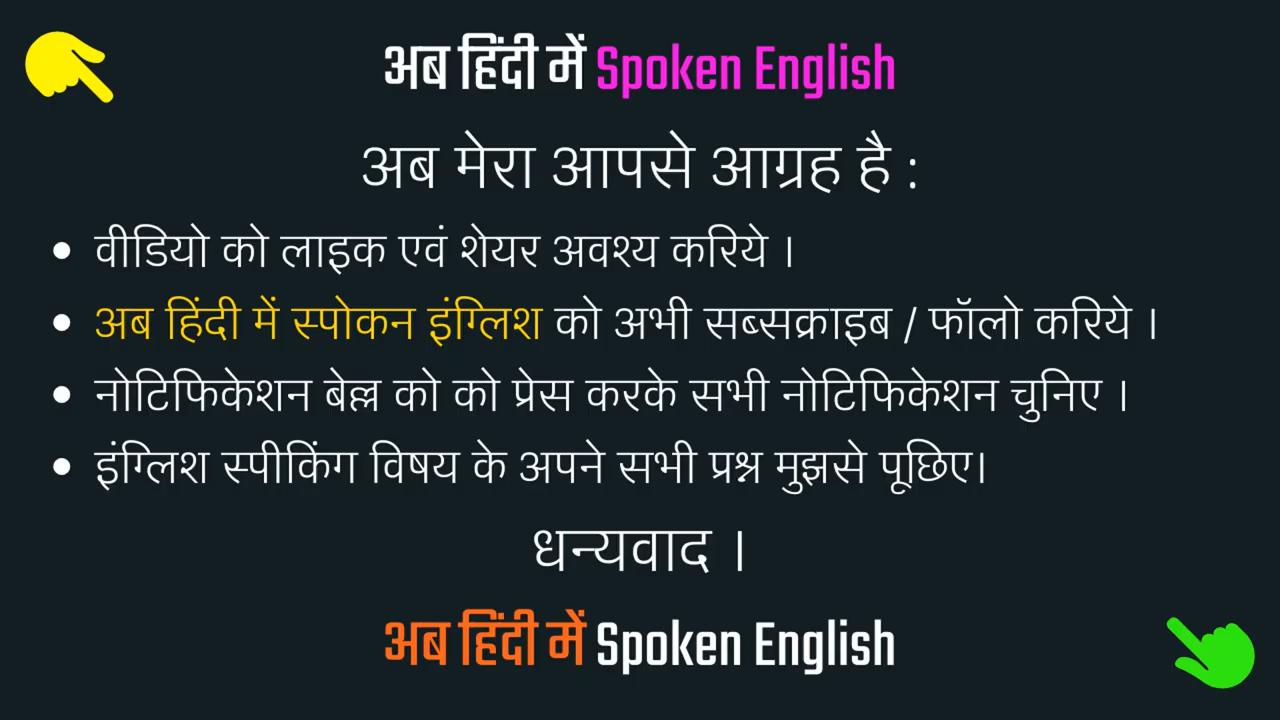 अब हिंदी में Spoken English
अब मेरा आपसे आग्रह है :
• वीडियो को लाइक एवं शेयर अवश्य करिये ।
• अब हिंदी में स्पोकन इंग्लिश को अभी सब्सक्राइब / फॉलो करिये ।
• नोटिफिकेशन बेल्ल को को प्रेस करके सभी नोटिफिकेशन चुनिए ।
• इंग्लिश स्पीकिंग विषय के अपने सभी प्रश्न मुझसे पूछिए।
धन्यवाद ।
अब हिंदी में Spoken English